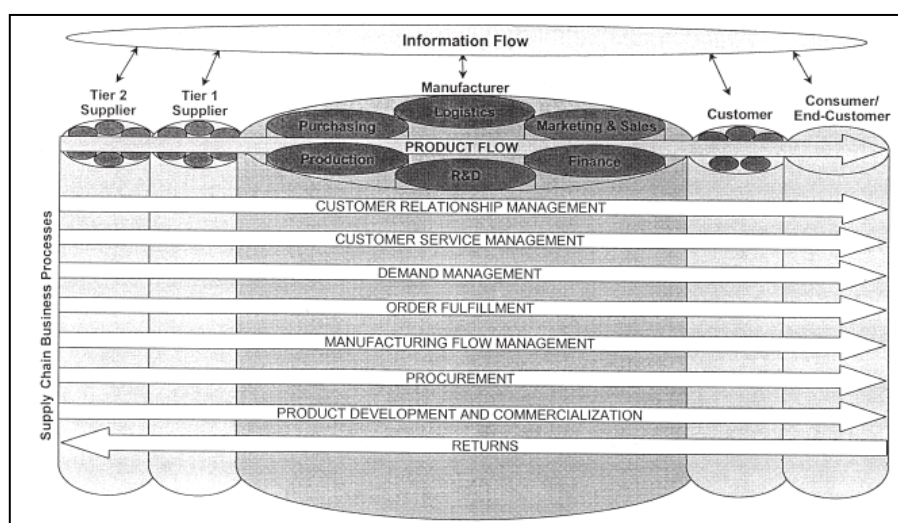 Information Flow
Tier 2
Supplier
Tier 1
Supplier
Manufacturer
Logistics
Purchasing
Marketing & Sales
Customer
Consumer/
End-Customer
PRODUCT FLOW
Production
Finance
R&D
Supply Chain Business Processes
CUSTOMER RELATIONSHIP MANAGEMENT
CUSTOMER SERVICE MANAGEMENT
DEMAND MANAGEMENT
ORDER FULFILLMENT
MANUFACTURING FLOW MANAGEMENT
PROCUREMENT
PRODUCT DEVELOPMENT AND COMMERCIALIZATION
RETURNS